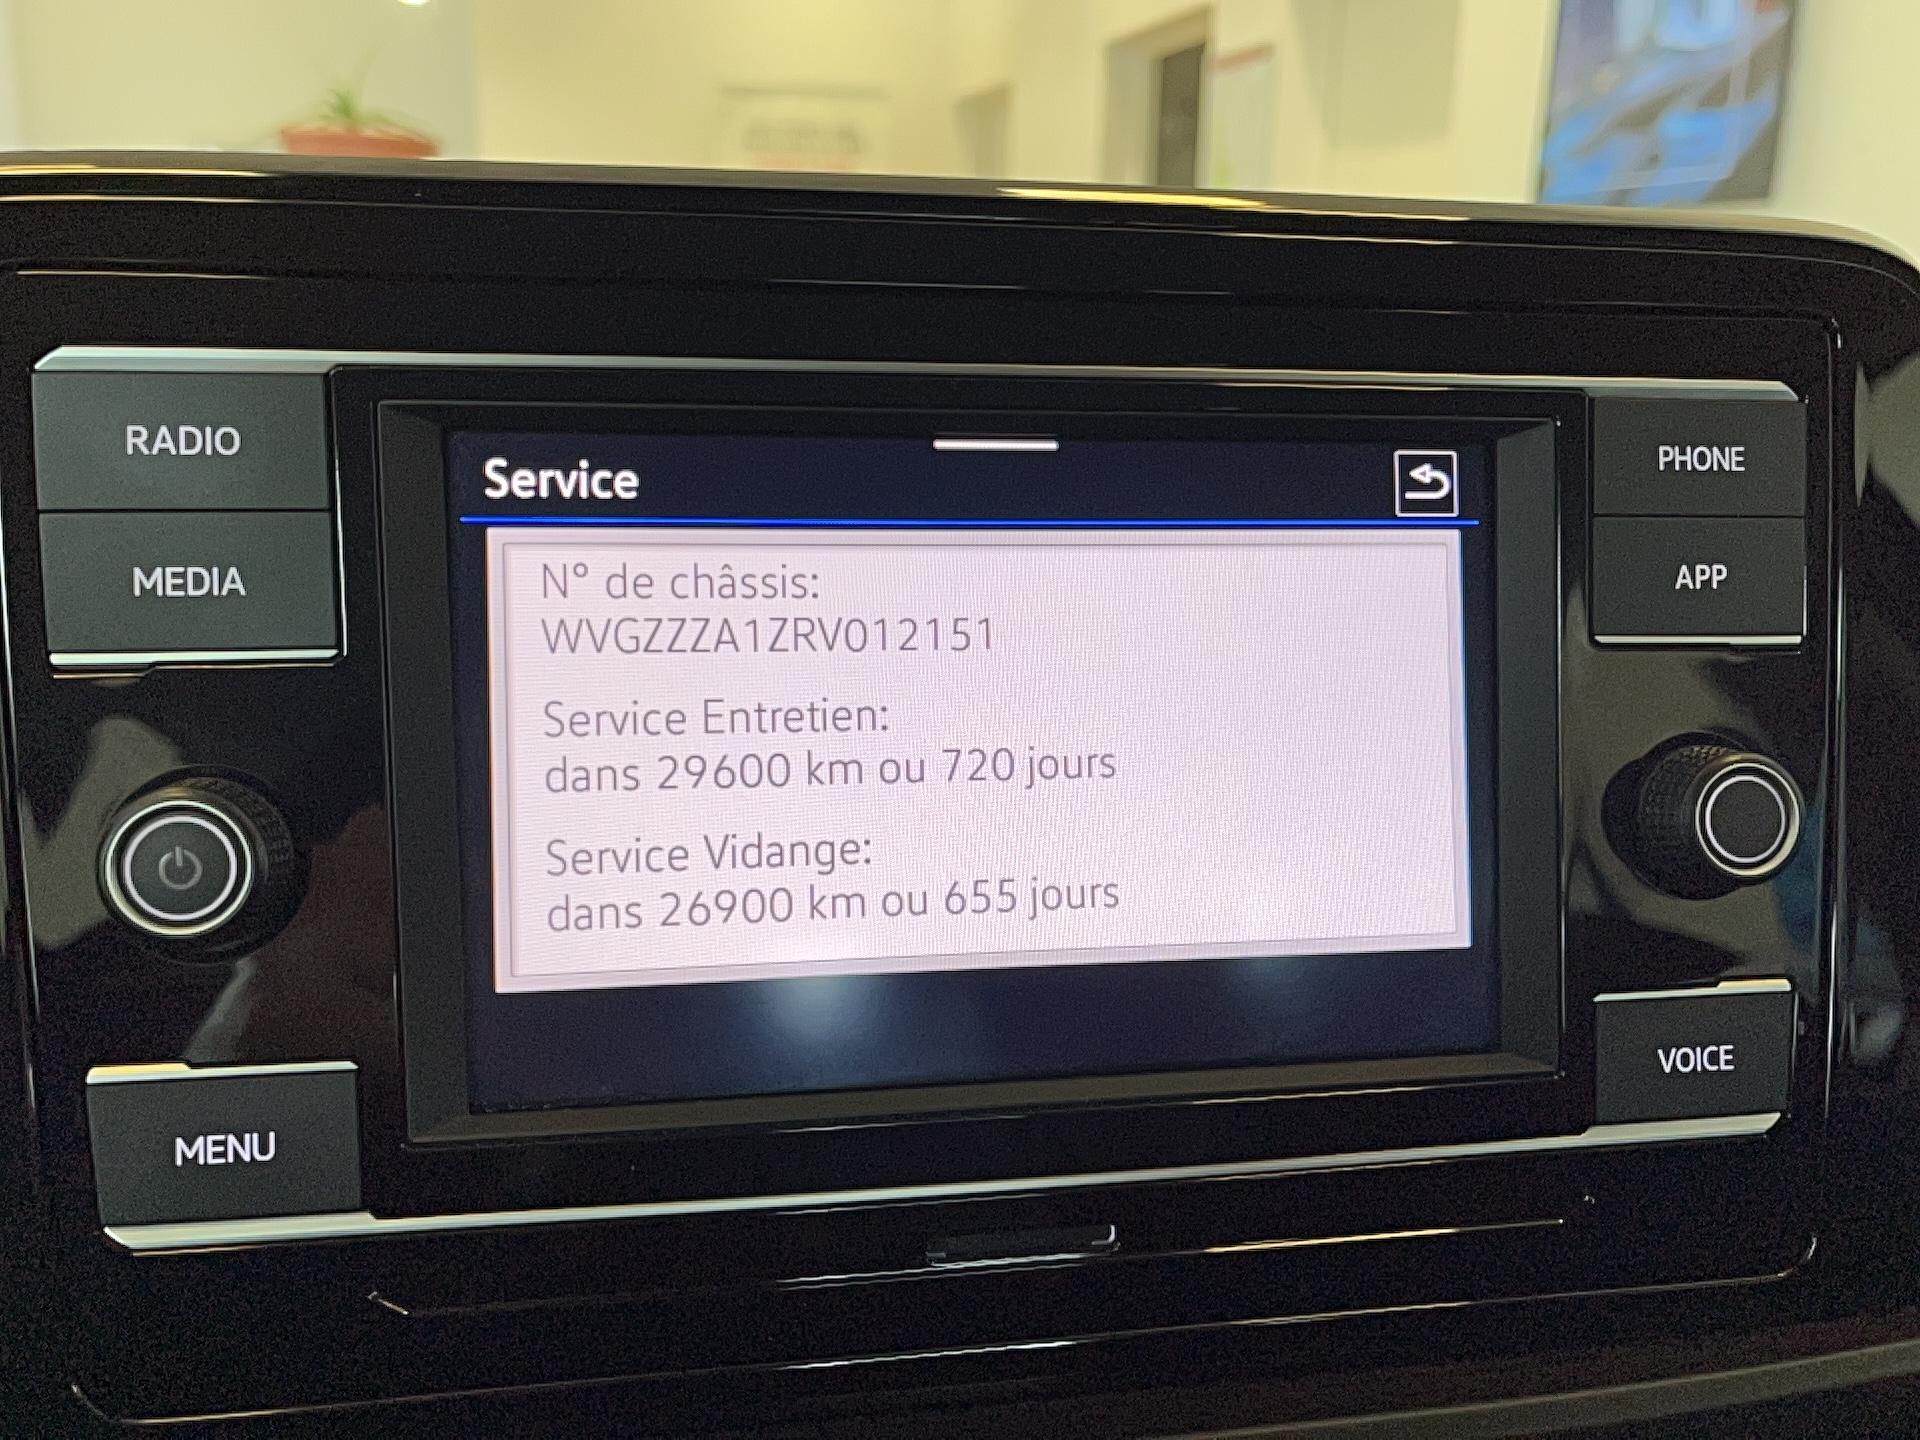 RADIO
MEDIA
MENU
Service
N° de châssis:
WVGZZZA1ZRV012151
Service Entretien:
dans 29600 km ou 720 jours
Service Vidange:
dans 26900 km ou 655 jours
PHONE
APP
VOICE